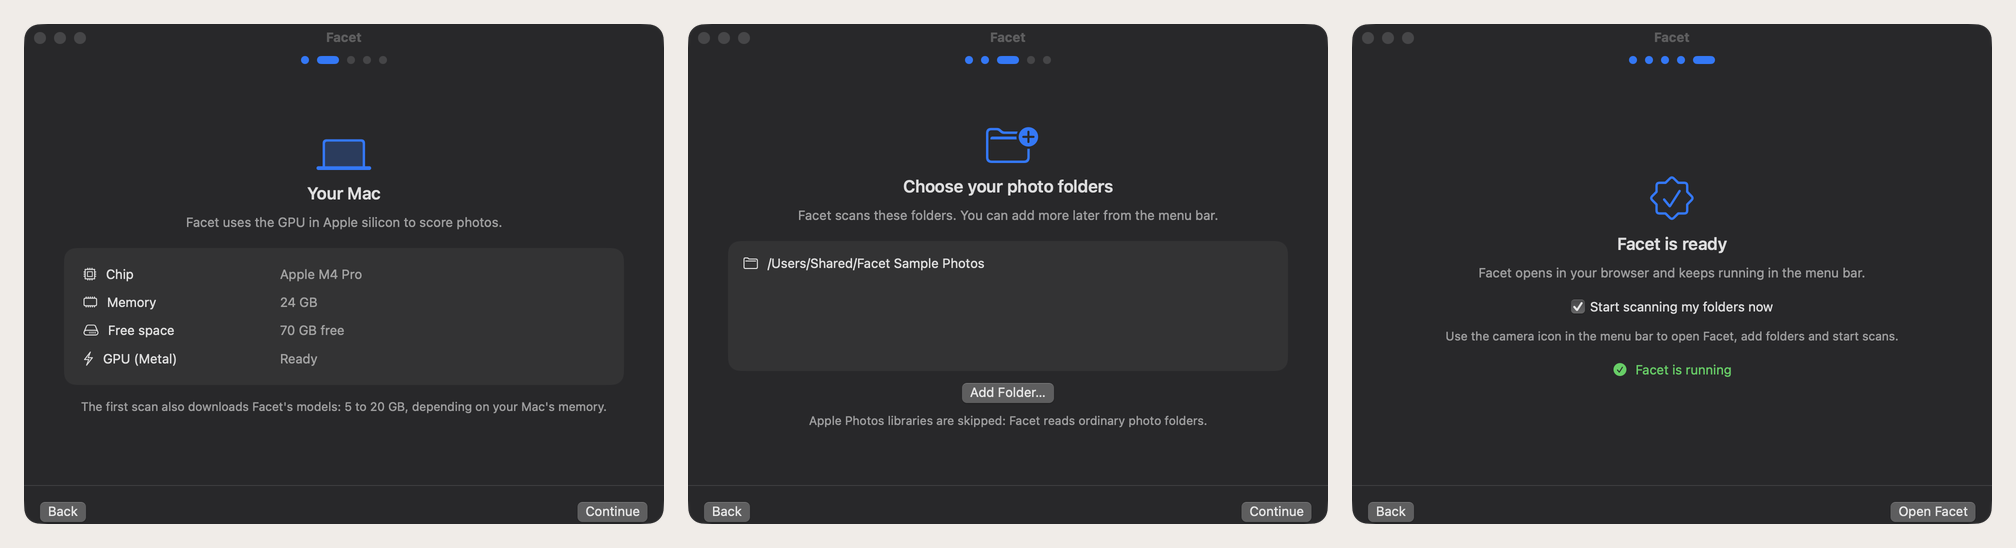 Facet
Your Mac
Facet uses the GPU in Apple silicon to score photos.
Chip Apple M4 Pro
Memory 24 GB
Free space 70 GB free
GPU (Metal) Ready
The first scan also downloads Facet's models: 5 to 20 GB, depending on your Mac's memory.
Back Continue
Facet
Choose your photo folders
Facet scans these folders. You can add more later from the menu bar.
/Users/Shared/Facet Sample Photos
Add Folder...
Apple Photos libraries are skipped: Facet reads ordinary photo folders.
Back Continue
Facet
Facet is ready
Facet opens in your browser and keeps running in the menu bar.
Start scanning my folders now
Use the camera icon in the menu bar to open Facet, add folders and start scans.
Facet is running
Back Open Facet